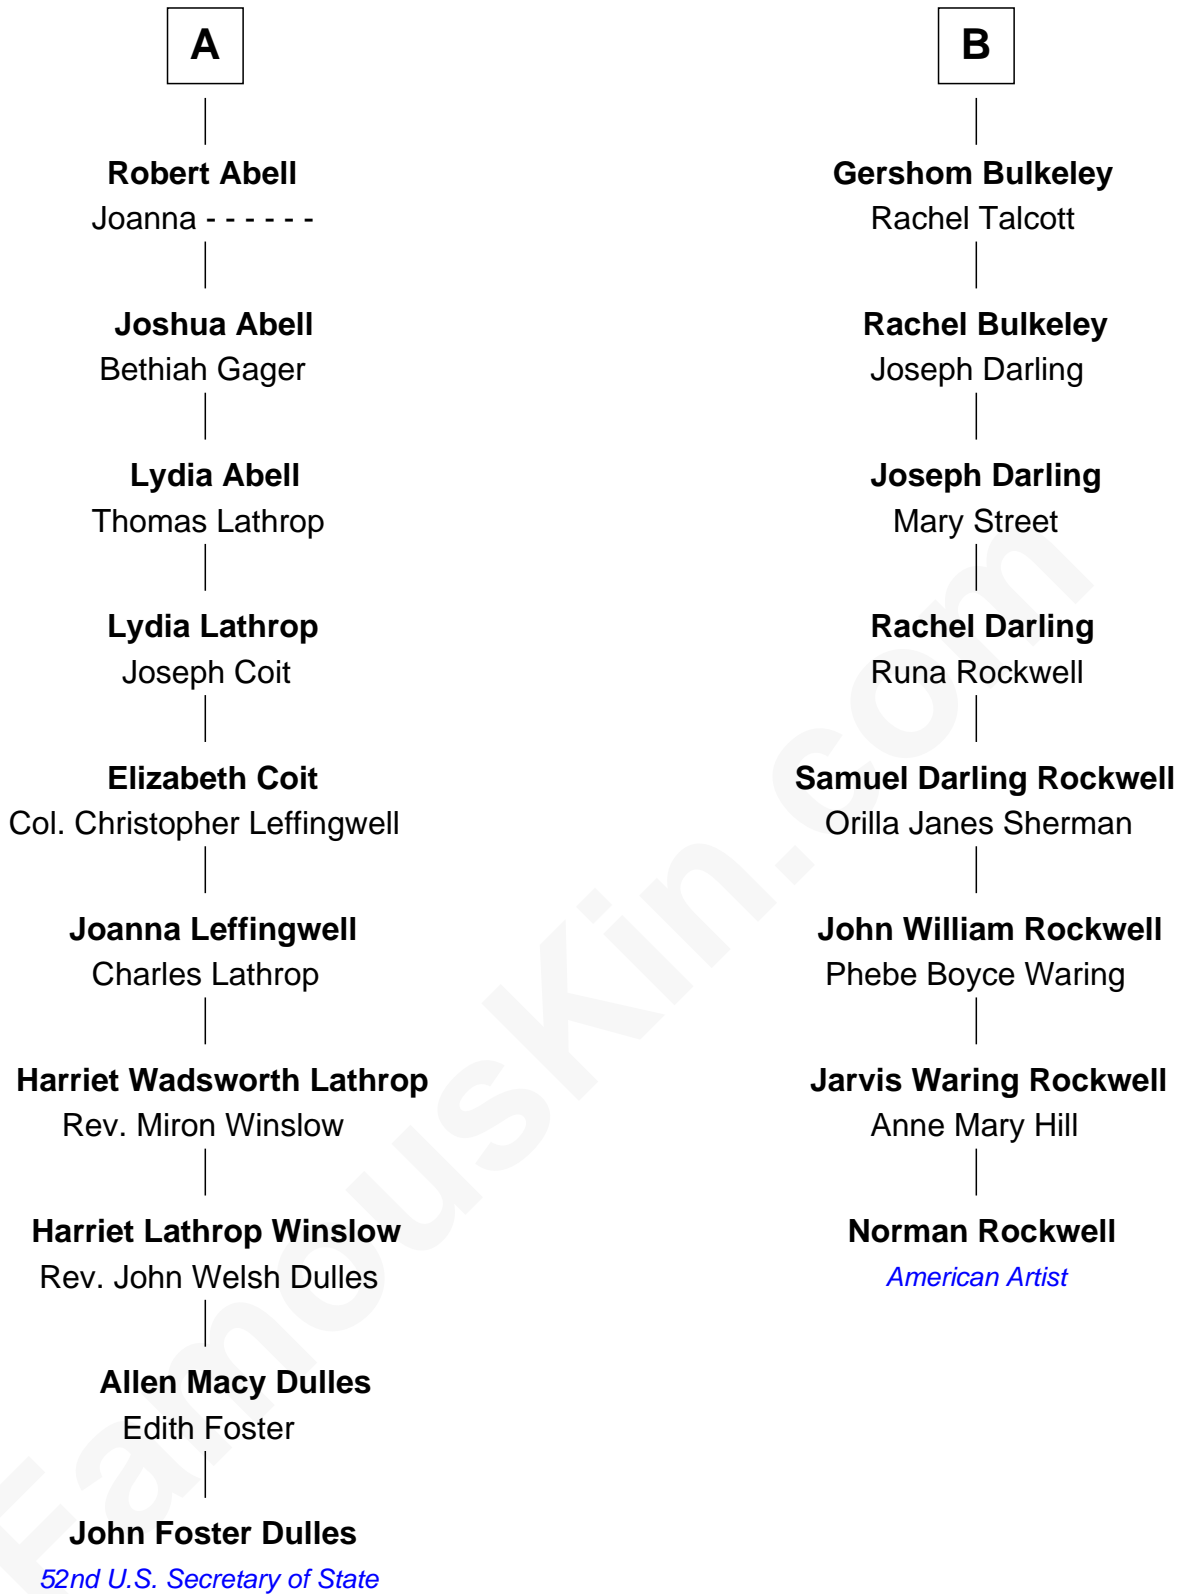 A
Robert Abell
Joanna - - - - - -
Joshua Abell
Bethiah Gager
Lydia Abell
Thomas Lathrop
Lydia Lathrop
Joseph Coit
Elizabeth Coit
Col. Christopher Leffingwell
Joanna Leffingwell
Charles Lathrop
Harriet Wadsworth Lathrop
Rev. Miron Winslow
Harriet Lathrop Winslow
Rev. John Welsh Dulles
Allen Macy Dulles
Edith Foster
John Foster Dulles
52nd U.S. Secretary of State
B
Gershom Bulkeley
Rachel Talcott
Rachel Bulkeley
Joseph Darling
Joseph Darling
Mary Street
Rachel Darling
Runa Rockwell
Samuel Darling Rockwell
Orilla Janes Sherman
John William Rockwell
Phebe Boyce Waring
Jarvis Waring Rockwell
Anne Mary Hill
Norman Rockwell
American Artist
FamousKin.com